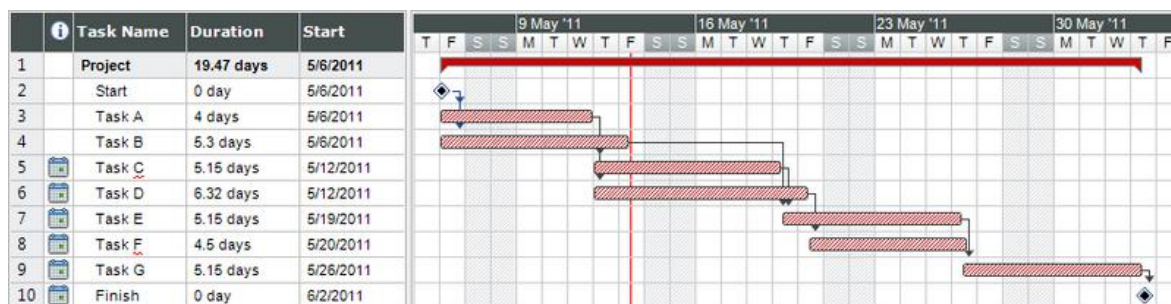 Task Name Duration Start
9 May '11 16 May '11 23 May '11 30 May '11
T F S S M T W T F S S M T W T F S S M T W T F S S M T W T F
1 Project 19.47 days 5/6/2011
2 Start 0 day 5/6/2011
3 Task A 4 days 5/6/2011
4 Task B 5.3 days 5/6/2011
5 Task C 5.15 days 5/12/2011
6 Task D 6.32 days 5/12/2011
7 Task E 5.15 days 5/19/2011
8 Task F 4.5 days 5/20/2011
9 Task G 5.15 days 5/26/2011
10 Finish 0 day 6/2/2011